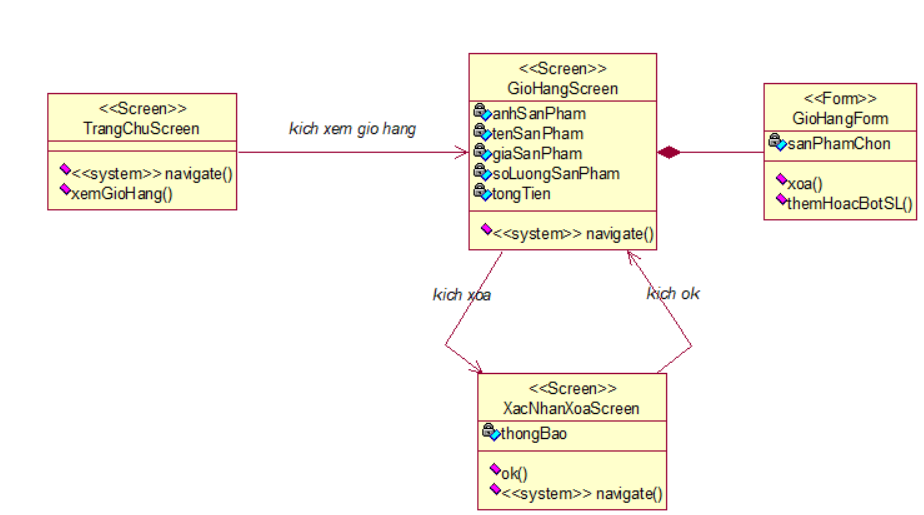 <<Screen>>
TrangChuScreen
<<system>> navigate()
xemGioHang()
kich xem gio hang
<<Screen>>
GioHangScreen
anhSanPham
tenSanPham
giaSanPham
soLuongSanPham
tongTien
<<system>> navigate()
<<Form>>
GioHangForm
sanPhamChon
xoa()
themHoacBotSL()
kich xoa
kich ok
<<Screen>>
XacNhanXoaScreen
thongBao
ok()
<<system>> navigate()